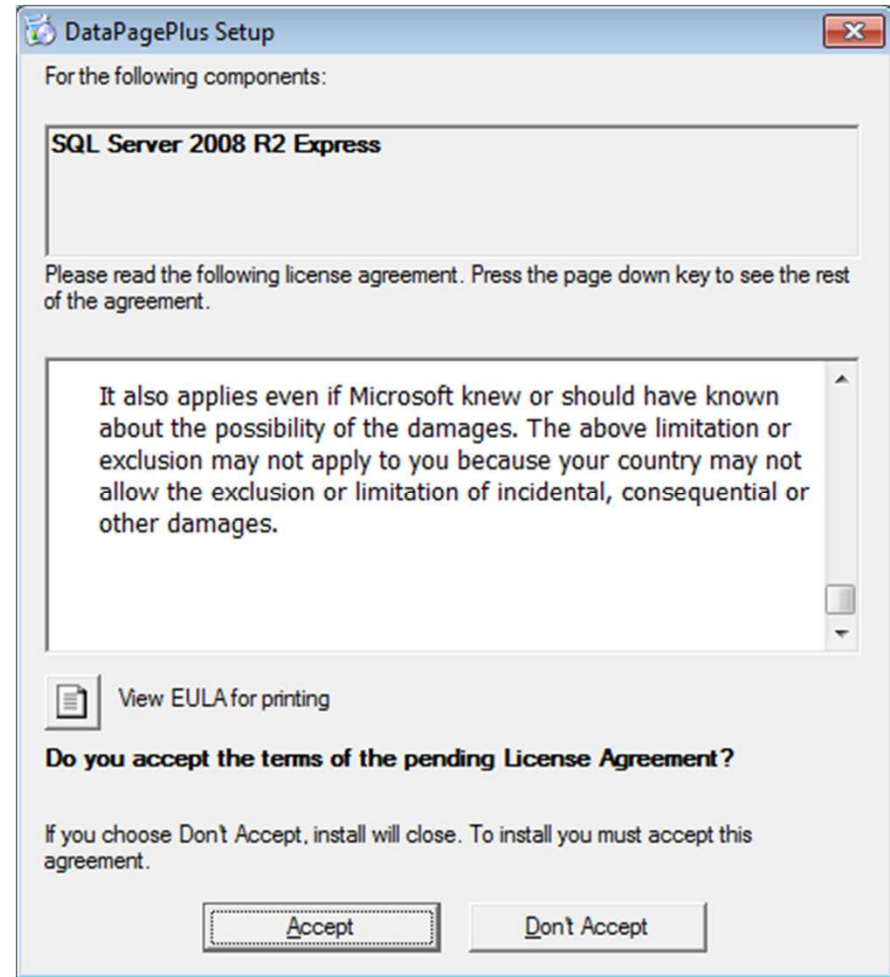 DataPagePlus Setup
For the following components:
SQL Server 2008 R2 Express
Please read the following license agreement. Press the page down key to see the rest
of the agreement.
It also applies even if Microsoft knew or should have known
about the possibility of the damages. The above limitation or
exclusion may not apply to you because your country may not
allow the exclusion or limitation of incidental, consequential or
other damages.
View EULA for printing
Do you accept the terms of the pending License Agreement?
If you choose Don't Accept, install will close. To install you must accept this
agreement.
Accept Don't Accept